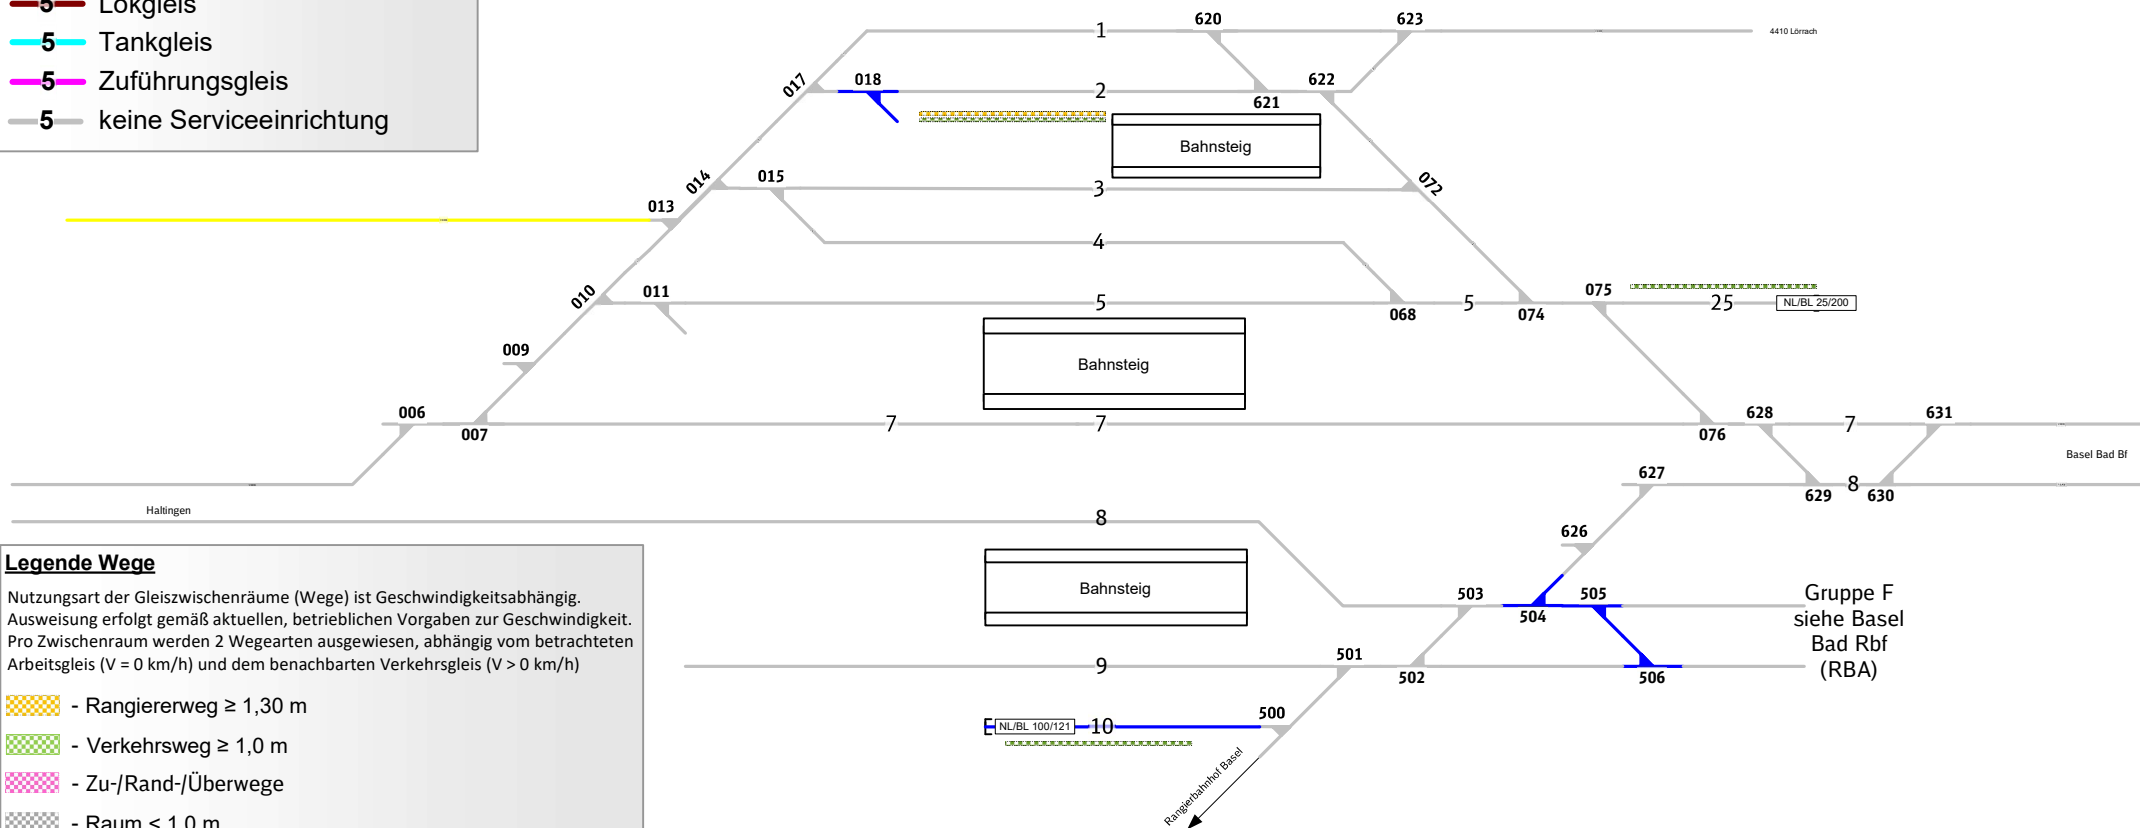 5 Lokgleis
5 Tankgleis
5 Zuführungsgleis
5 keine Serviceeinrichtung
1
620
623
4410 Lörrach
017
018
2
621
622
Bahnsteig
014
015
3
072
013
4
010
011
5
068
5
074
075
25
NL/BL 25/200
009
Bahnsteig
006
007
7
7
076
628
7
631
Basel Bad Bf
627
629
8
630
Haltingen
8
626
Bahnsteig
503
504
505
Gruppe F
siehe Basel
Bad Rbf
(RBA)
9
501
502
506
NL/BL 100/121
10
500
Rangierbahnhof Basel
Legende Wege
Nutzungsart der Gleiszwischenräume (Wege) ist Geschwindigkeitsabhängig.
Ausweisung erfolgt gemäß aktuellen, betrieblichen Vorgaben zur Geschwindigkeit.
Pro Zwischenraum werden 2 Wegearten ausgewiesen, abhängig vom betrachteten
Arbeitsgleis (V = 0 km/h) und dem benachbarten Verkehrsgleis (V > 0 km/h)
- Rangiererweg ≥ 1,30 m
- Verkehrsweg ≥ 1,0 m
- Zu-/Rand-/Überwege
- Raum < 1,0 m